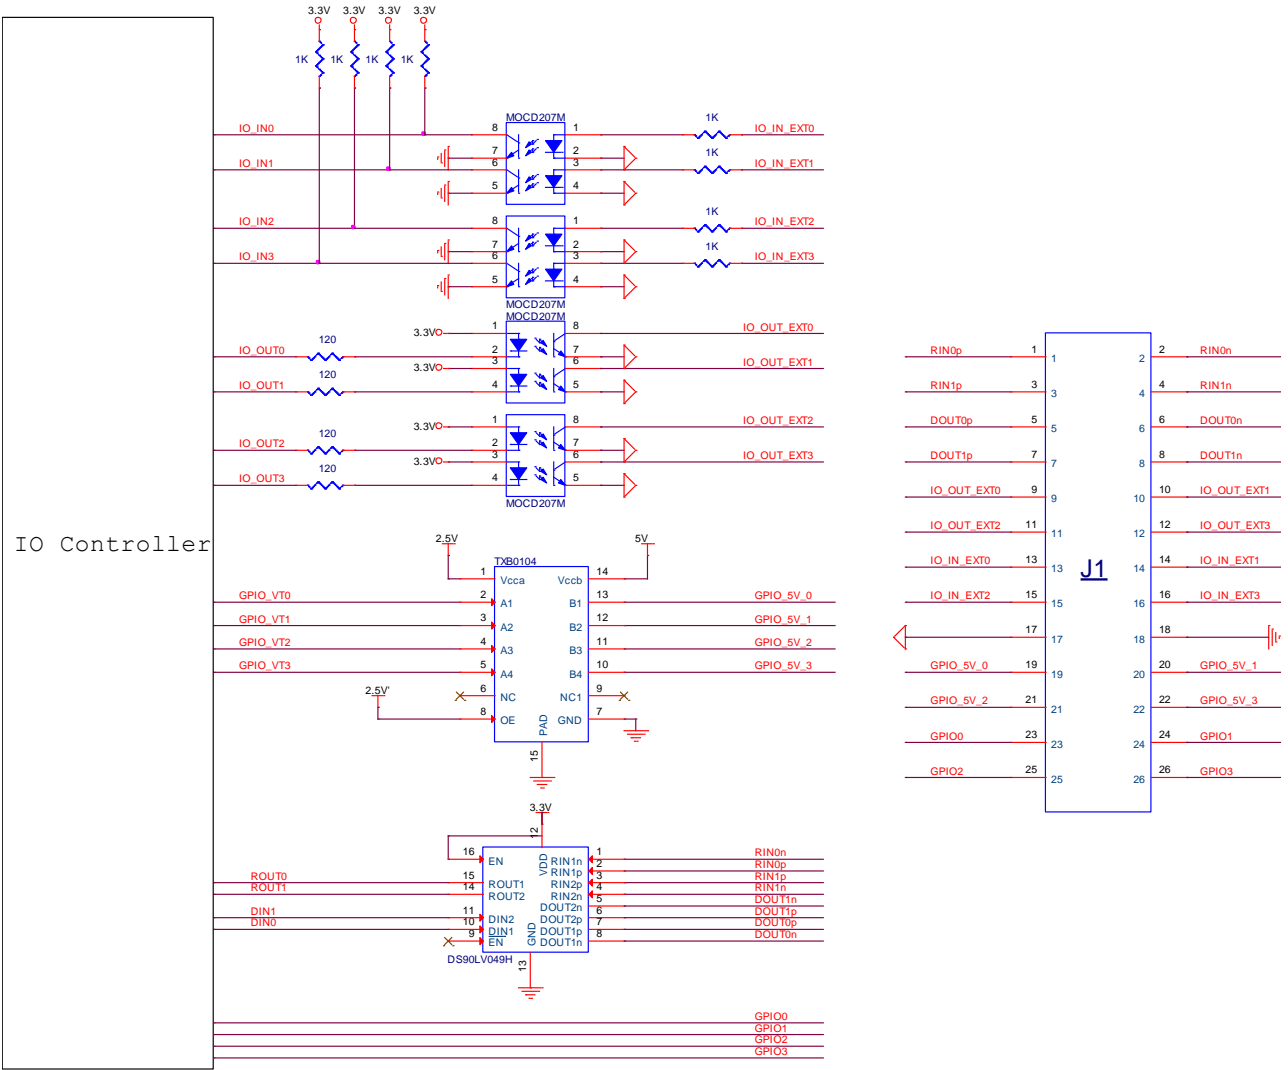 3.3V 3.3V 3.3V 3.3V
1K 1K 1K 1K
MOCD207M
IO_IN0 8 1 1K IO_IN_EXT0
7 2
IO_IN1 6 3 1K IO_IN_EXT1
5 4
IO_IN2 8 1 1K IO_IN_EXT2
7 2
IO_IN3 6 3 1K IO_IN_EXT3
5 4
MOCD207M
MOCD207M
3.3V 1 8 IO_OUT_EXT0
IO_OUT0 120 2 7
3.3V 3 6 IO_OUT_EXT1
IO_OUT1 120 4 5
3.3V 1 8 IO_OUT_EXT2
IO_OUT2 120 2 7
3.3V 3 6 IO_OUT_EXT3
IO_OUT3 120 4 5
MOCD207M
IO Controller
2.5V 5V
TXB0104
1 Vcca Vccb 14
GPIO_VT0 2 A1 B1 13 GPIO_5V_0
GPIO_VT1 3 A2 B2 12 GPIO_5V_1
GPIO_VT2 4 A3 B3 11 GPIO_5V_2
GPIO_VT3 5 A4 B4 10 GPIO_5V_3
6 NC NC1 9
2.5V'
8 OE GND 7
PAD
15
3.3V
12
VDD
16 EN RIN1n 1 RIN0n
RIN1p 2 RIN0p
ROUT0 15 ROUT1 RIN2p 3 RIN1p
ROUT1 14 ROUT2 RIN2n 4 RIN1n
DOUT2n 5 DOUT1n
DIN1 11 DIN2 DOUT2p 6 DOUT1p
DIN0 10 DIN1 DOUT1p 7 DOUT0p
9 EN DOUT1n 8 DOUT0n
GND
DS90LV049H
13
GPIO0
GPIO1
GPIO2
GPIO3
RIN0p 1 1 2 2 RIN0n
RIN1p 3 3 4 4 RIN1n
DOUT0p 5 5 6 6 DOUT0n
DOUT1p 7 7 8 8 DOUT1n
IO_OUT_EXT0 9 9 10 10 IO_OUT_EXT1
IO_OUT_EXT2 11 11 12 12 IO_OUT_EXT3
IO_IN_EXT0 13 13 14 14 IO_IN_EXT1
J1
IO_IN_EXT2 15 15 16 16 IO_IN_EXT3
17 17 18 18
GPIO_5V_0 19 19 20 20 GPIO_5V_1
GPIO_5V_2 21 21 22 22 GPIO_5V_3
GPIO0 23 23 24 24 GPIO1
GPIO2 25 25 26 26 GPIO3